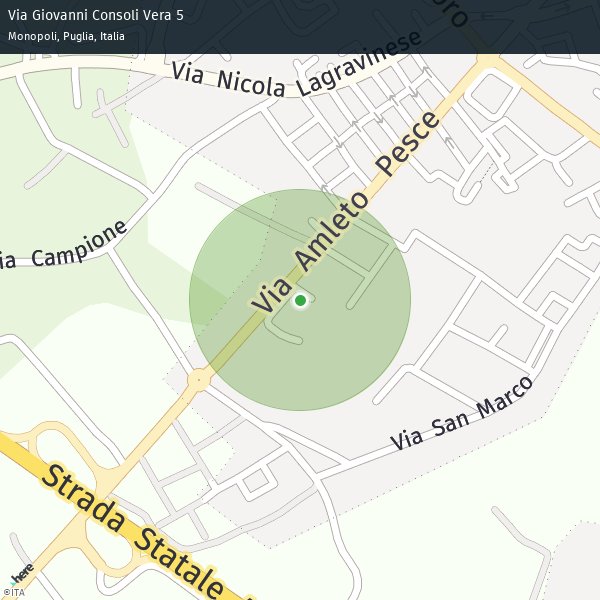 Via Giovanni Consoli Vera 5
Monopoli, Puglia, Italia
oro
Via Nicola Lagravinese
Via Amleto Pesce
ia Campione
Via San Marco
Strada Statale
here
©ITA